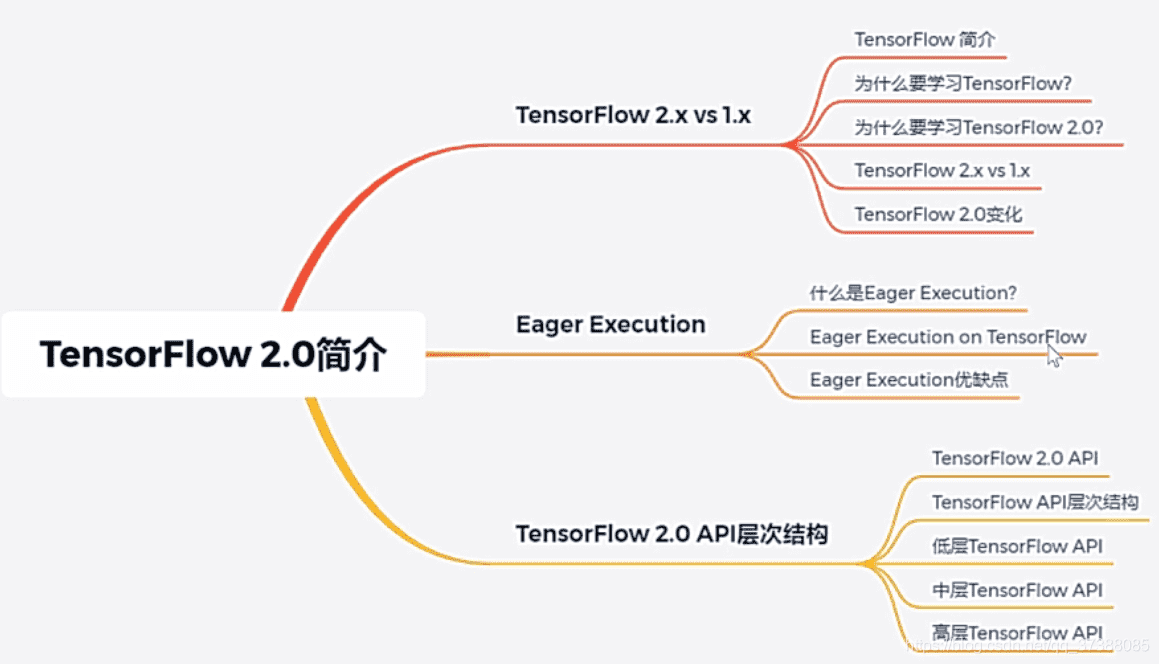 TensorFlow 2.0简介
TensorFlow 2.x vs 1.x
TensorFlow 简介
为什么要学习TensorFlow?
为什么要学习TensorFlow 2.0?
TensorFlow 2.x vs 1.x
TensorFlow 2.0变化
Eager Execution
什么是Eager Execution?
Eager Execution on TensorFlow
Eager Execution优缺点
TensorFlow 2.0 API层次结构
TensorFlow 2.0 API
TensorFlow API层次结构
低层TensorFlow API
中层TensorFlow API
高层TensorFlow API
https://blog.csdn.net/qq_37388085